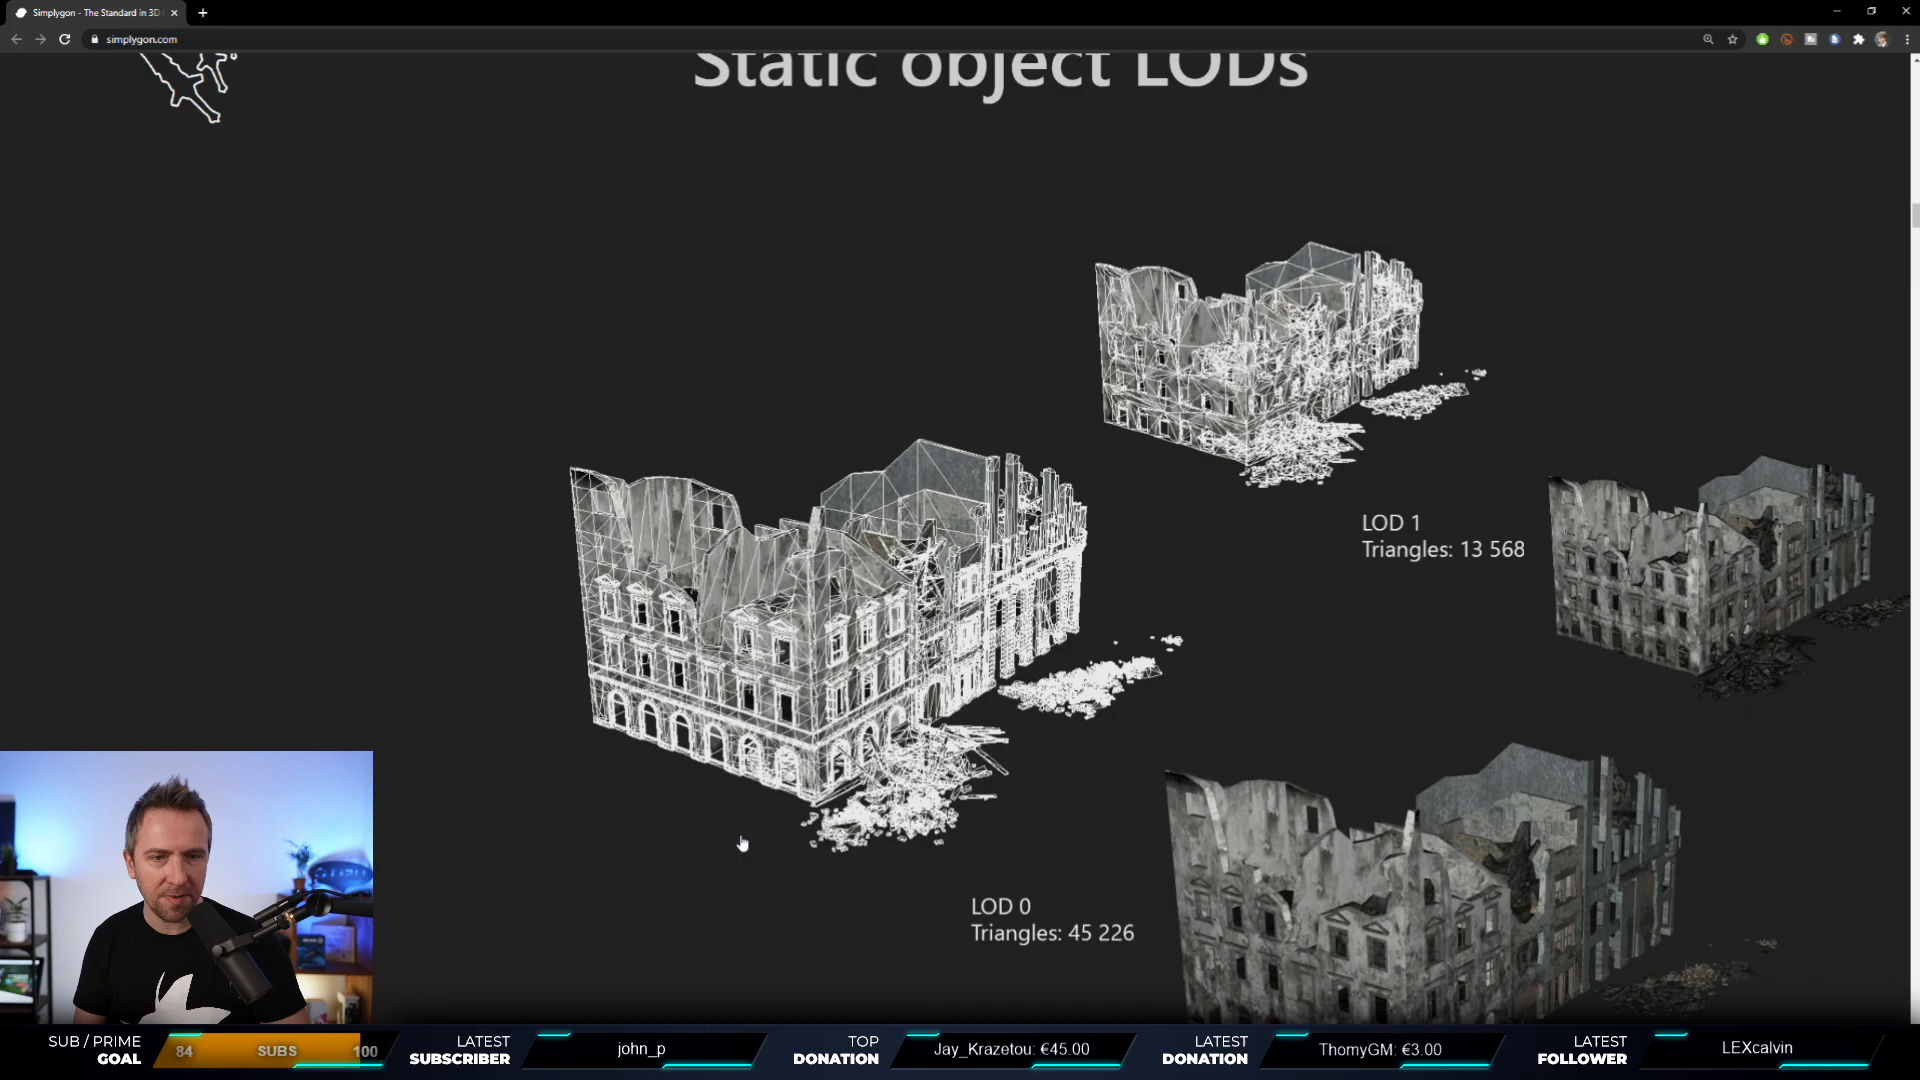 Simplygon - The Standard in 3D
simplygon.com
Static object LODs
LOD 1
Triangles: 13 568
LOD 0
Triangles: 45 226
SUB / PRIME
GOAL
84 SUBS 100
LATEST
SUBSCRIBER
john_p
TOP
DONATION
Jay_Krazetou: €45.00
LATEST
DONATION
ThomyGM: €3.00
LATEST
FOLLOWER
LEXcalvin